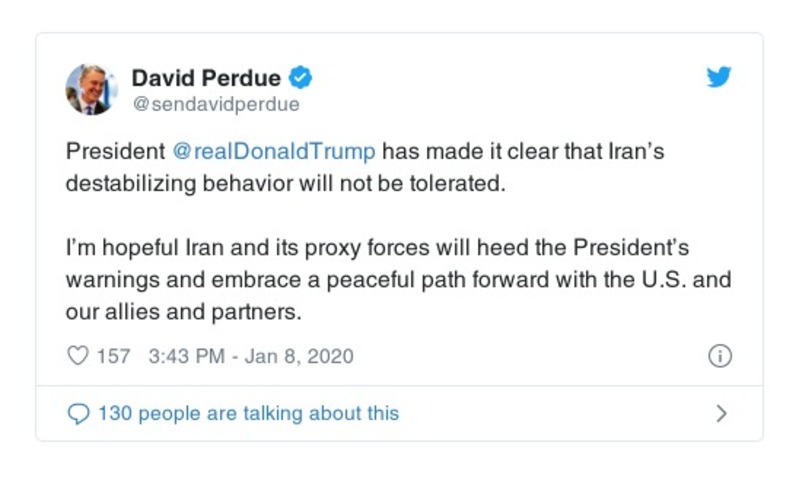 David Perdue
@sendavidperdue
President @realDonaldTrump has made it clear that Iran’s
destabilizing behavior will not be tolerated.
I’m hopeful Iran and its proxy forces will heed the President’s
warnings and embrace a peaceful path forward with the U.S. and
our allies and partners.
157 3:43 PM - Jan 8, 2020
130 people are talking about this